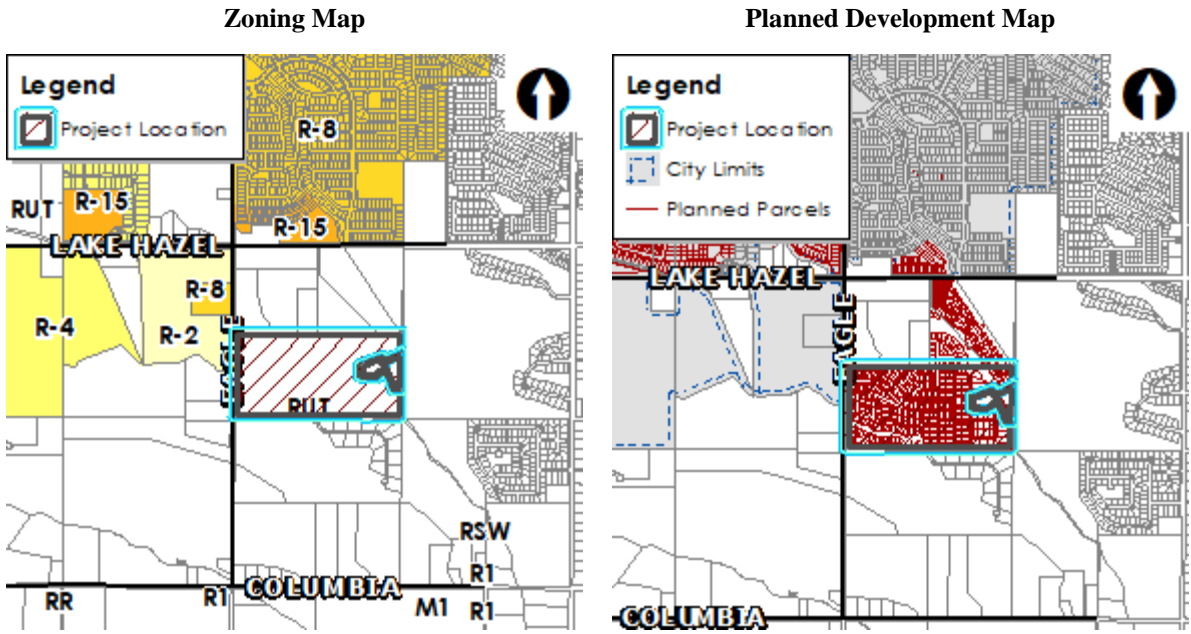 Zoning Map
Legend
Project Location
R-8
RUT
R-15
R-15
LAKE HAZEL
R-8
R-4
R-2
EAGLE
RUT
RSW
R1
COLUMBIA
RR
R1
M1
R1
Planned Development Map
Legend
Project Location
City Limits
Planned Parcels
LAKE HAZEL
EAGLE
COLUMBIA